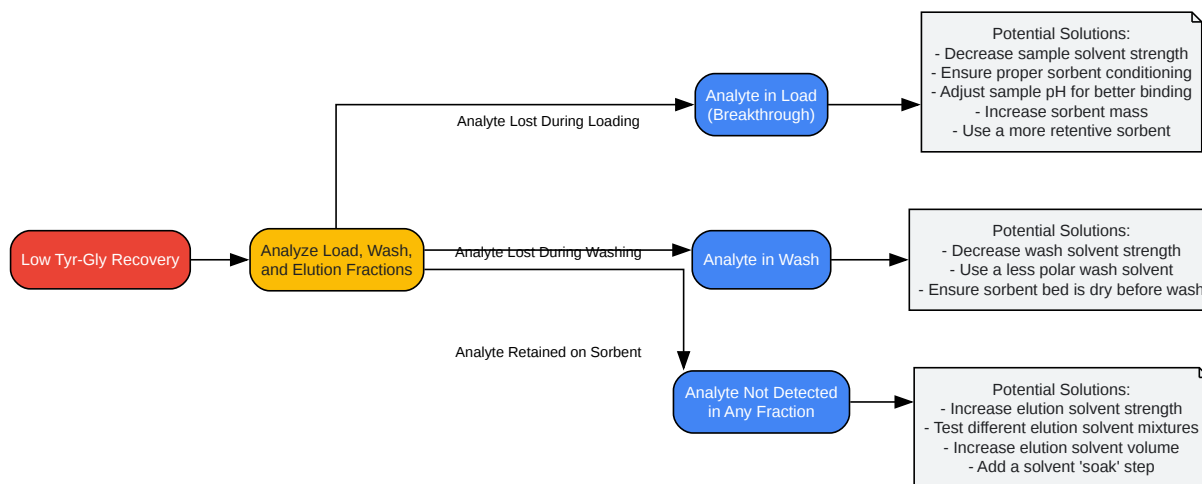 Low Tyr-Gly Recovery
Analyze Load, Wash,
and Elution Fractions
Analyte Lost During Loading
Analyte in Load
(Breakthrough)
Potential Solutions:
- Decrease sample solvent strength
- Ensure proper sorbent conditioning
- Adjust sample pH for better binding
- Increase sorbent mass
- Use a more retentive sorbent
Analyte Lost During Washing
Analyte in Wash
Potential Solutions:
- Decrease wash solvent strength
- Use a less polar wash solvent
- Ensure sorbent bed is dry before wash
Analyte Retained on Sorbent
Analyte Not Detected
in Any Fraction
Potential Solutions:
- Increase elution solvent strength
- Test different elution solvent mixtures
- Increase elution solvent volume
- Add a solvent 'soak' step